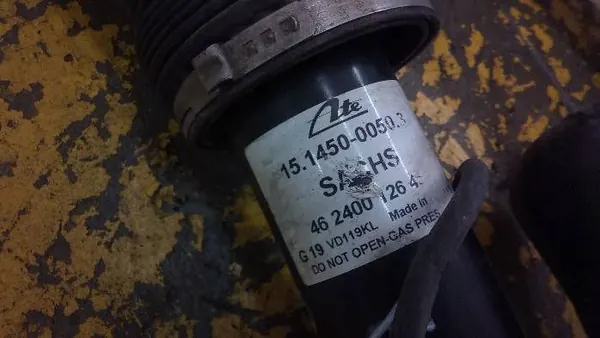 Ate
15.1450-0050.3
SACHS
46 2400 126 4
G 19 VD119KL Made in
DO NOT OPEN-GAS PRES